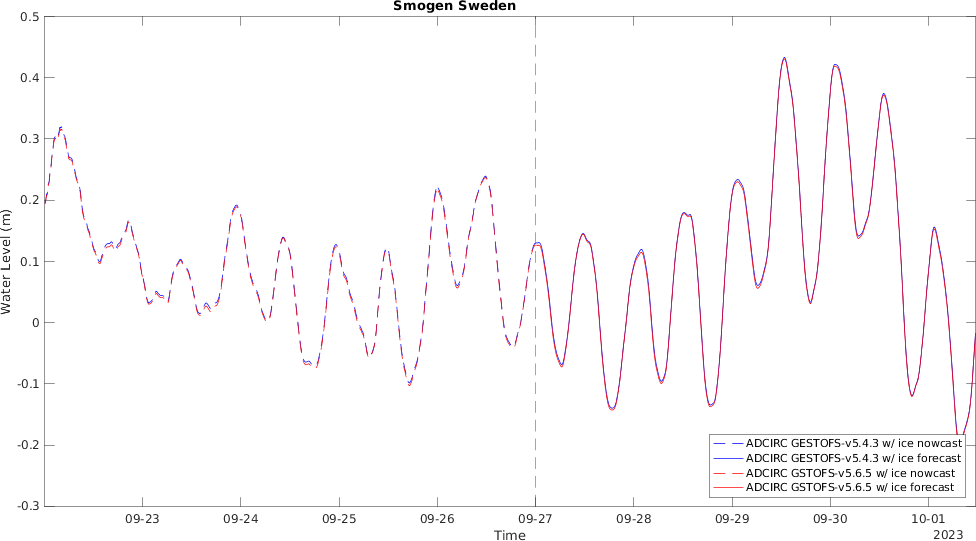 Smogen Sweden
0.5
0.4
0.3
0.2
0.1
0
-0.1
-0.2
-0.3
Water Level (m)
ADCIRC GESTOFS-v5.4.3 w/ ice nowcast
ADCIRC GESTOFS-v5.4.3 w/ ice forecast
ADCIRC GSTOFS-v5.6.5 w/ ice nowcast
ADCIRC GSTOFS-v5.6.5 w/ ice forecast
09-23 09-24 09-25 09-26 09-27 09-28 09-29 09-30 10-01
Time
2023